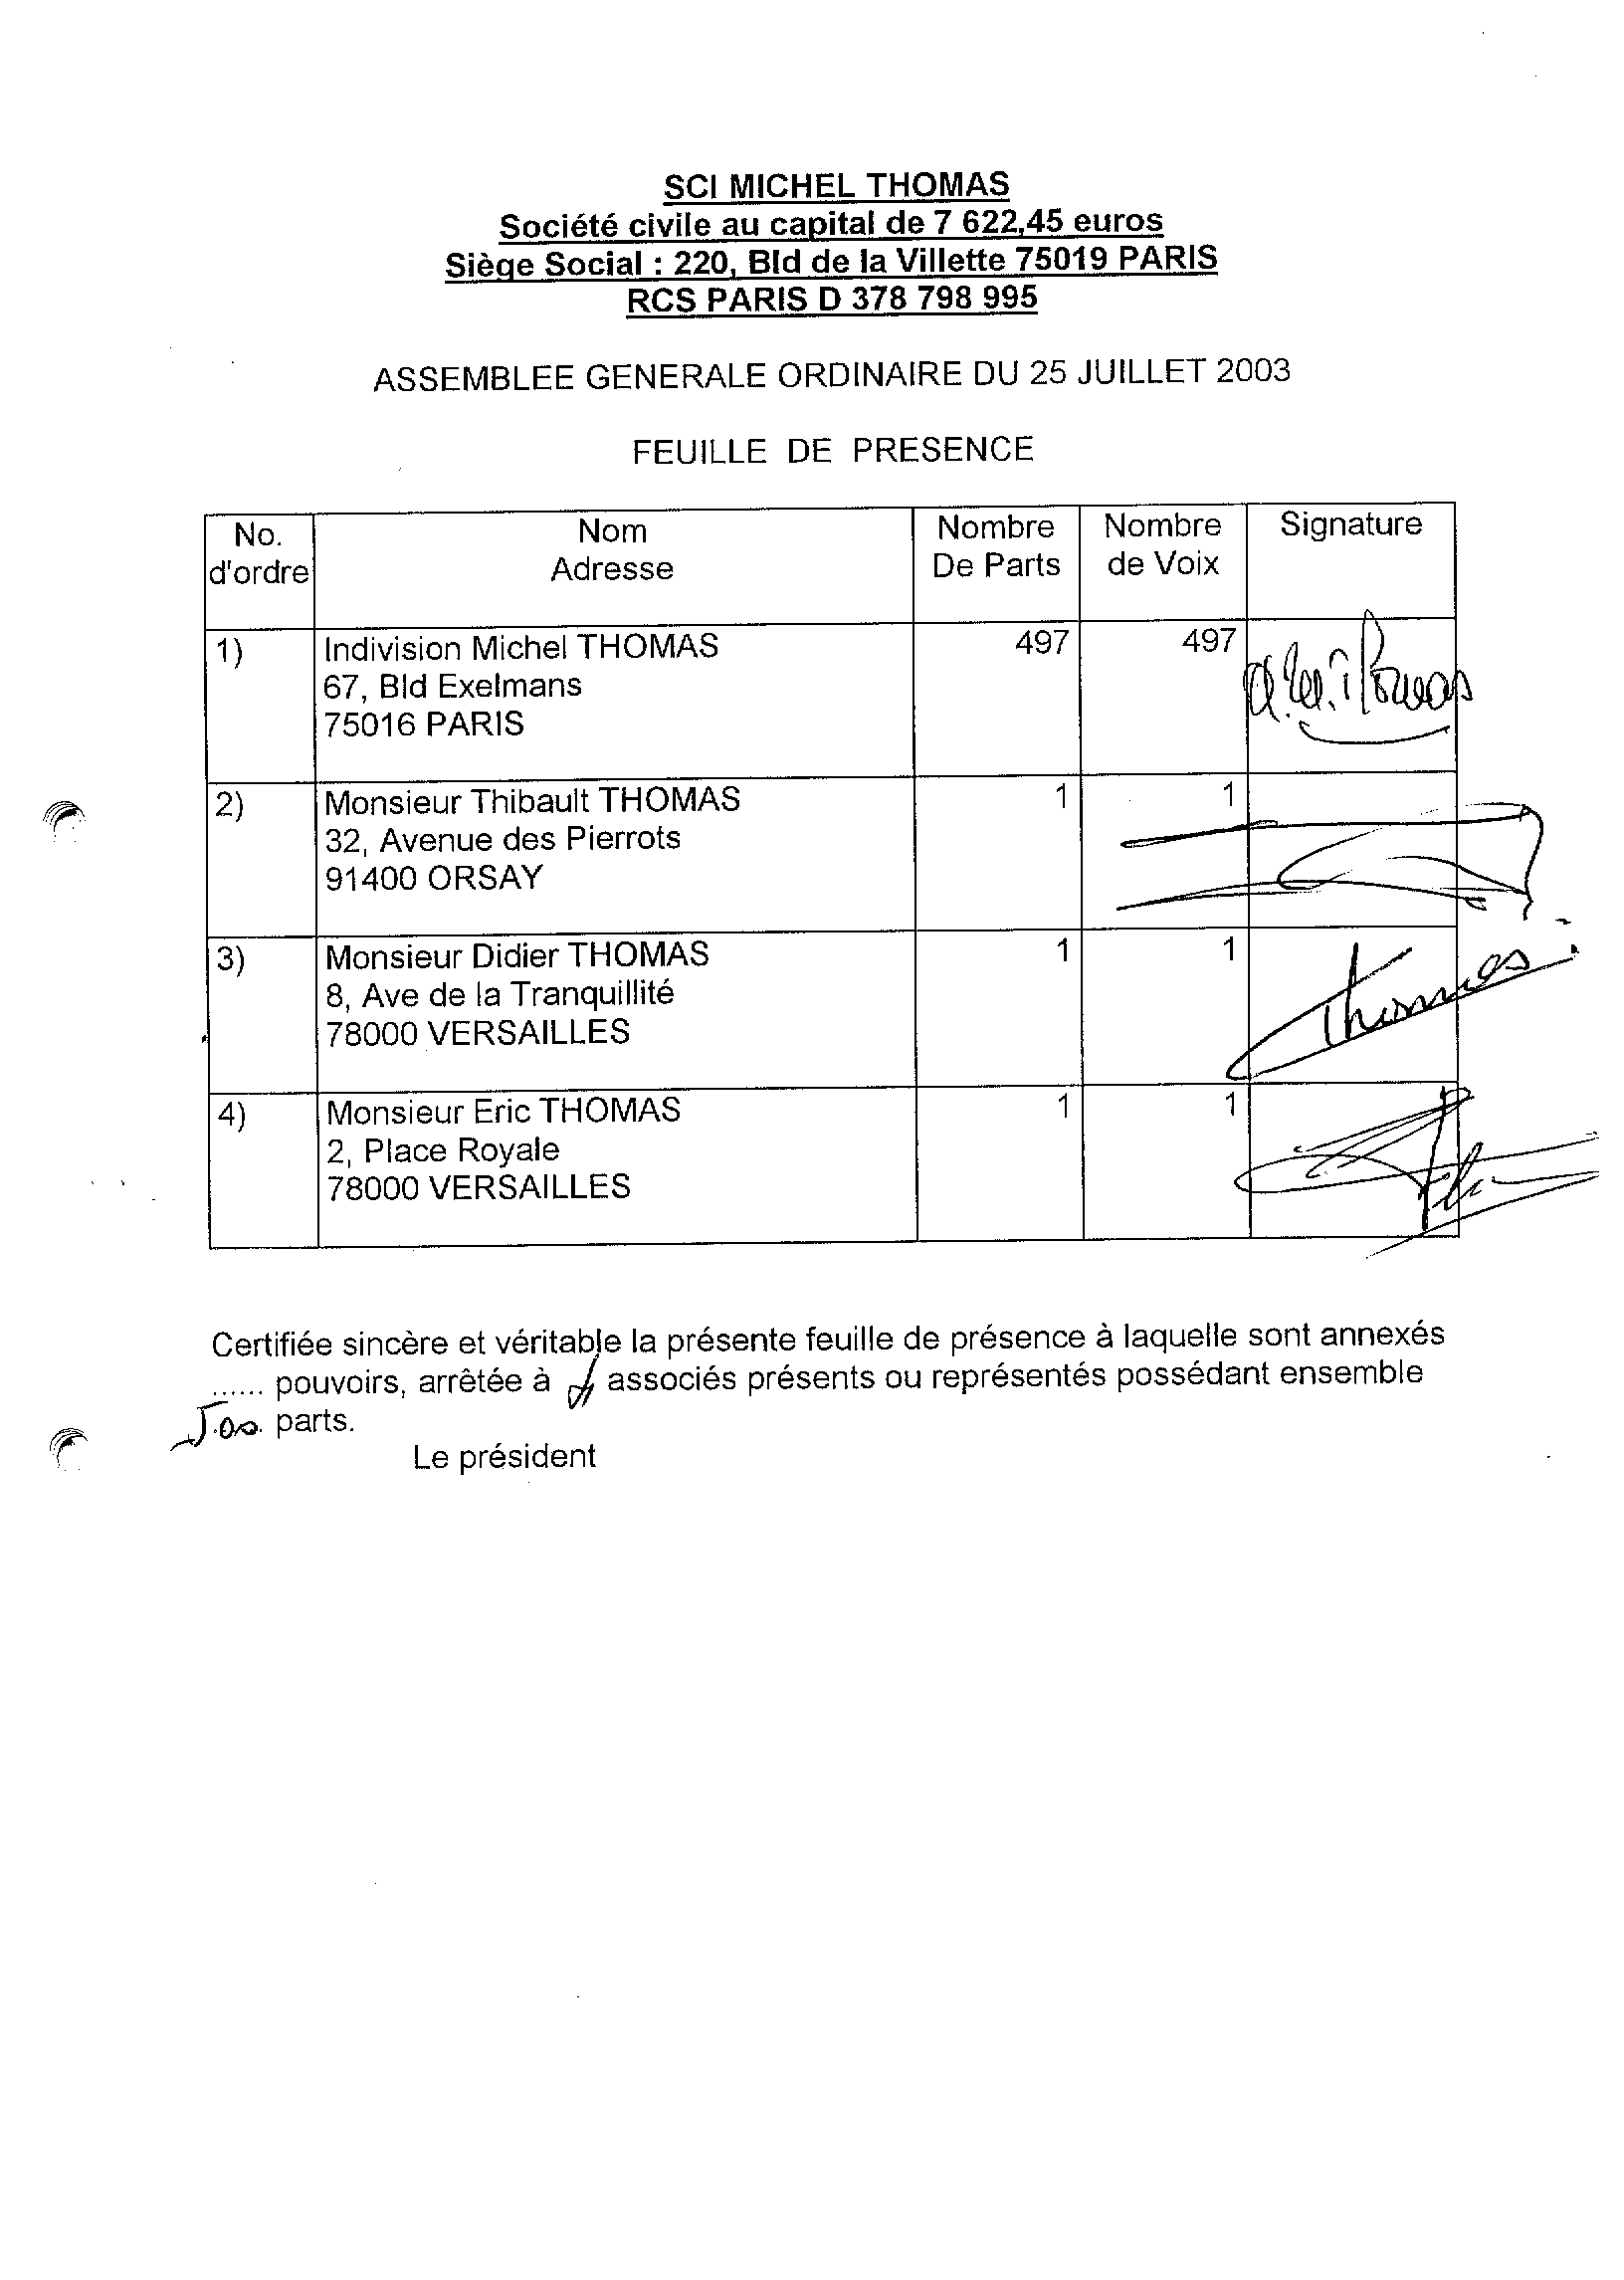 SCI MICHEL THOMAS
Société civile au capital de 7 622,45 euros
Siège Social : 220, Bld de la Villette 75019 PARIS
RCS PARIS D 378 798 995
ASSEMBLEE GENERALE ORDINAIRE DU 25 JUILLET 2003
FEUILLE DE PRESENCE
No. d'ordre Nom Adresse Nombre De Parts Nombre de Voix Signature
1) Indivision Michel THOMAS 497 497
67, Bld Exelmans
75016 PARIS
2) Monsieur Thibault THOMAS 1 1
32, Avenue des Pierrots
91400 ORSAY
3) Monsieur Didier THOMAS 1 1 Thomas
8, Ave de la Tranquillité
78000 VERSAILLES
4) Monsieur Eric THOMAS 1 1
2, Place Royale
78000 VERSAILLES
Certifiée sincère et véritable la présente feuille de présence à laquelle sont annexés
...... pouvoirs, arrêtée à 4 associés présents ou représentés possédant ensemble
500 parts.
Le président